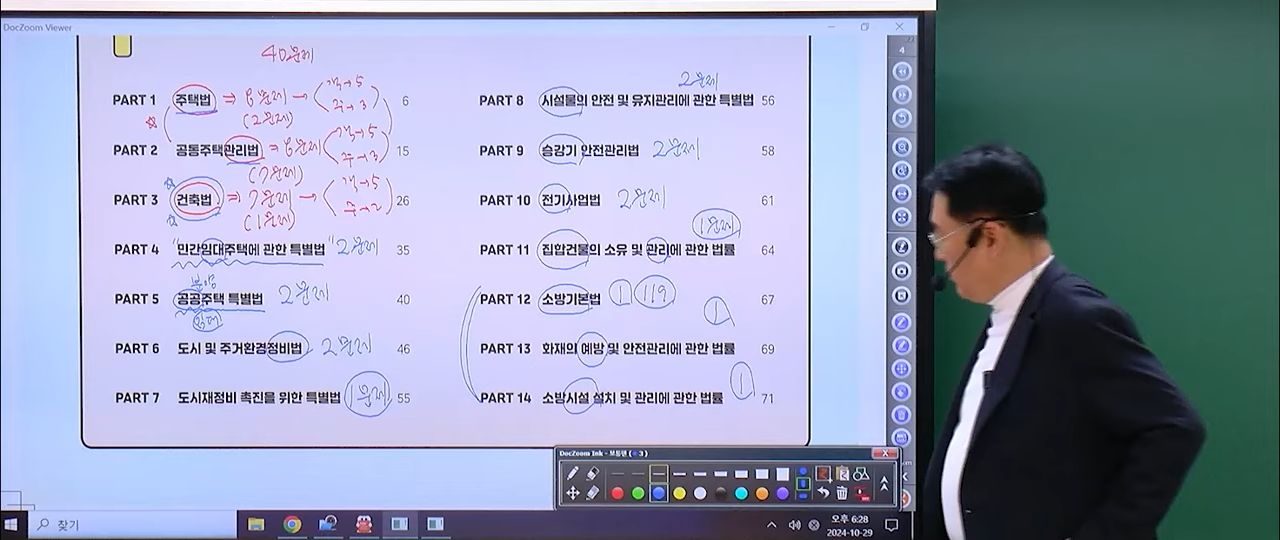 DocZoom Viewer
40문제
PART 1 주택법 ⇒ 8문제 → 객→5 주→3 6
(2문제)
PART 2 공동주택관리법 ⇒ 8문제 객→5 주→3 15
PART 3 건축법 ⇒ 7문제 → 객→5 주→2 26
(1문제)
PART 4 "민간임대주택에 관한 특별법" 2문제 35
분양
PART 5 공공주택 특별법 2문제 40
임대
PART 6 도시 및 주거환경정비법 2문제 46
PART 7 도시재정비 촉진을 위한 특별법 1문제 55
2문제
PART 8 시설물의 안전 및 유지관리에 관한 특별법 56
PART 9 승강기 안전관리법 2문제 58
PART 10 전기사업법 2문제 61
1문제
PART 11 집합건물의 소유 및 관리에 관한 법률 64
PART 12 소방기본법 1 119 67
1
PART 13 화재의 예방 및 안전관리에 관한 법률 69
1
PART 14 소방시설 설치 및 관리에 관한 법률 71
4
DocZoom Ink - 보통펜 ( 3 )
찾기
오후 6:28
2024-10-29